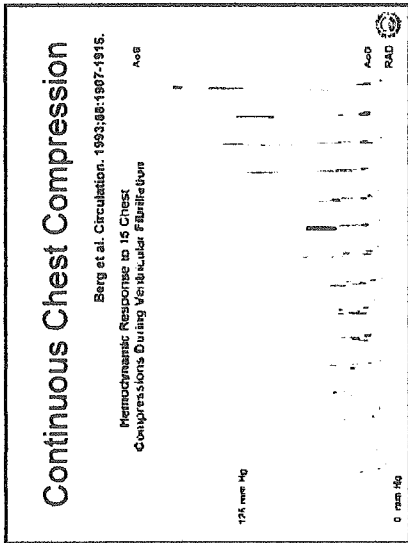 Continuous Chest Compression
Berg et al. Circulation. 1993;88:1907-1915.
Hemodynamic Response to 15 Chest
Compressions During Ventricular Fibrillation
AoS
125 mm Hg
0 mm Hg
AoD
RAD